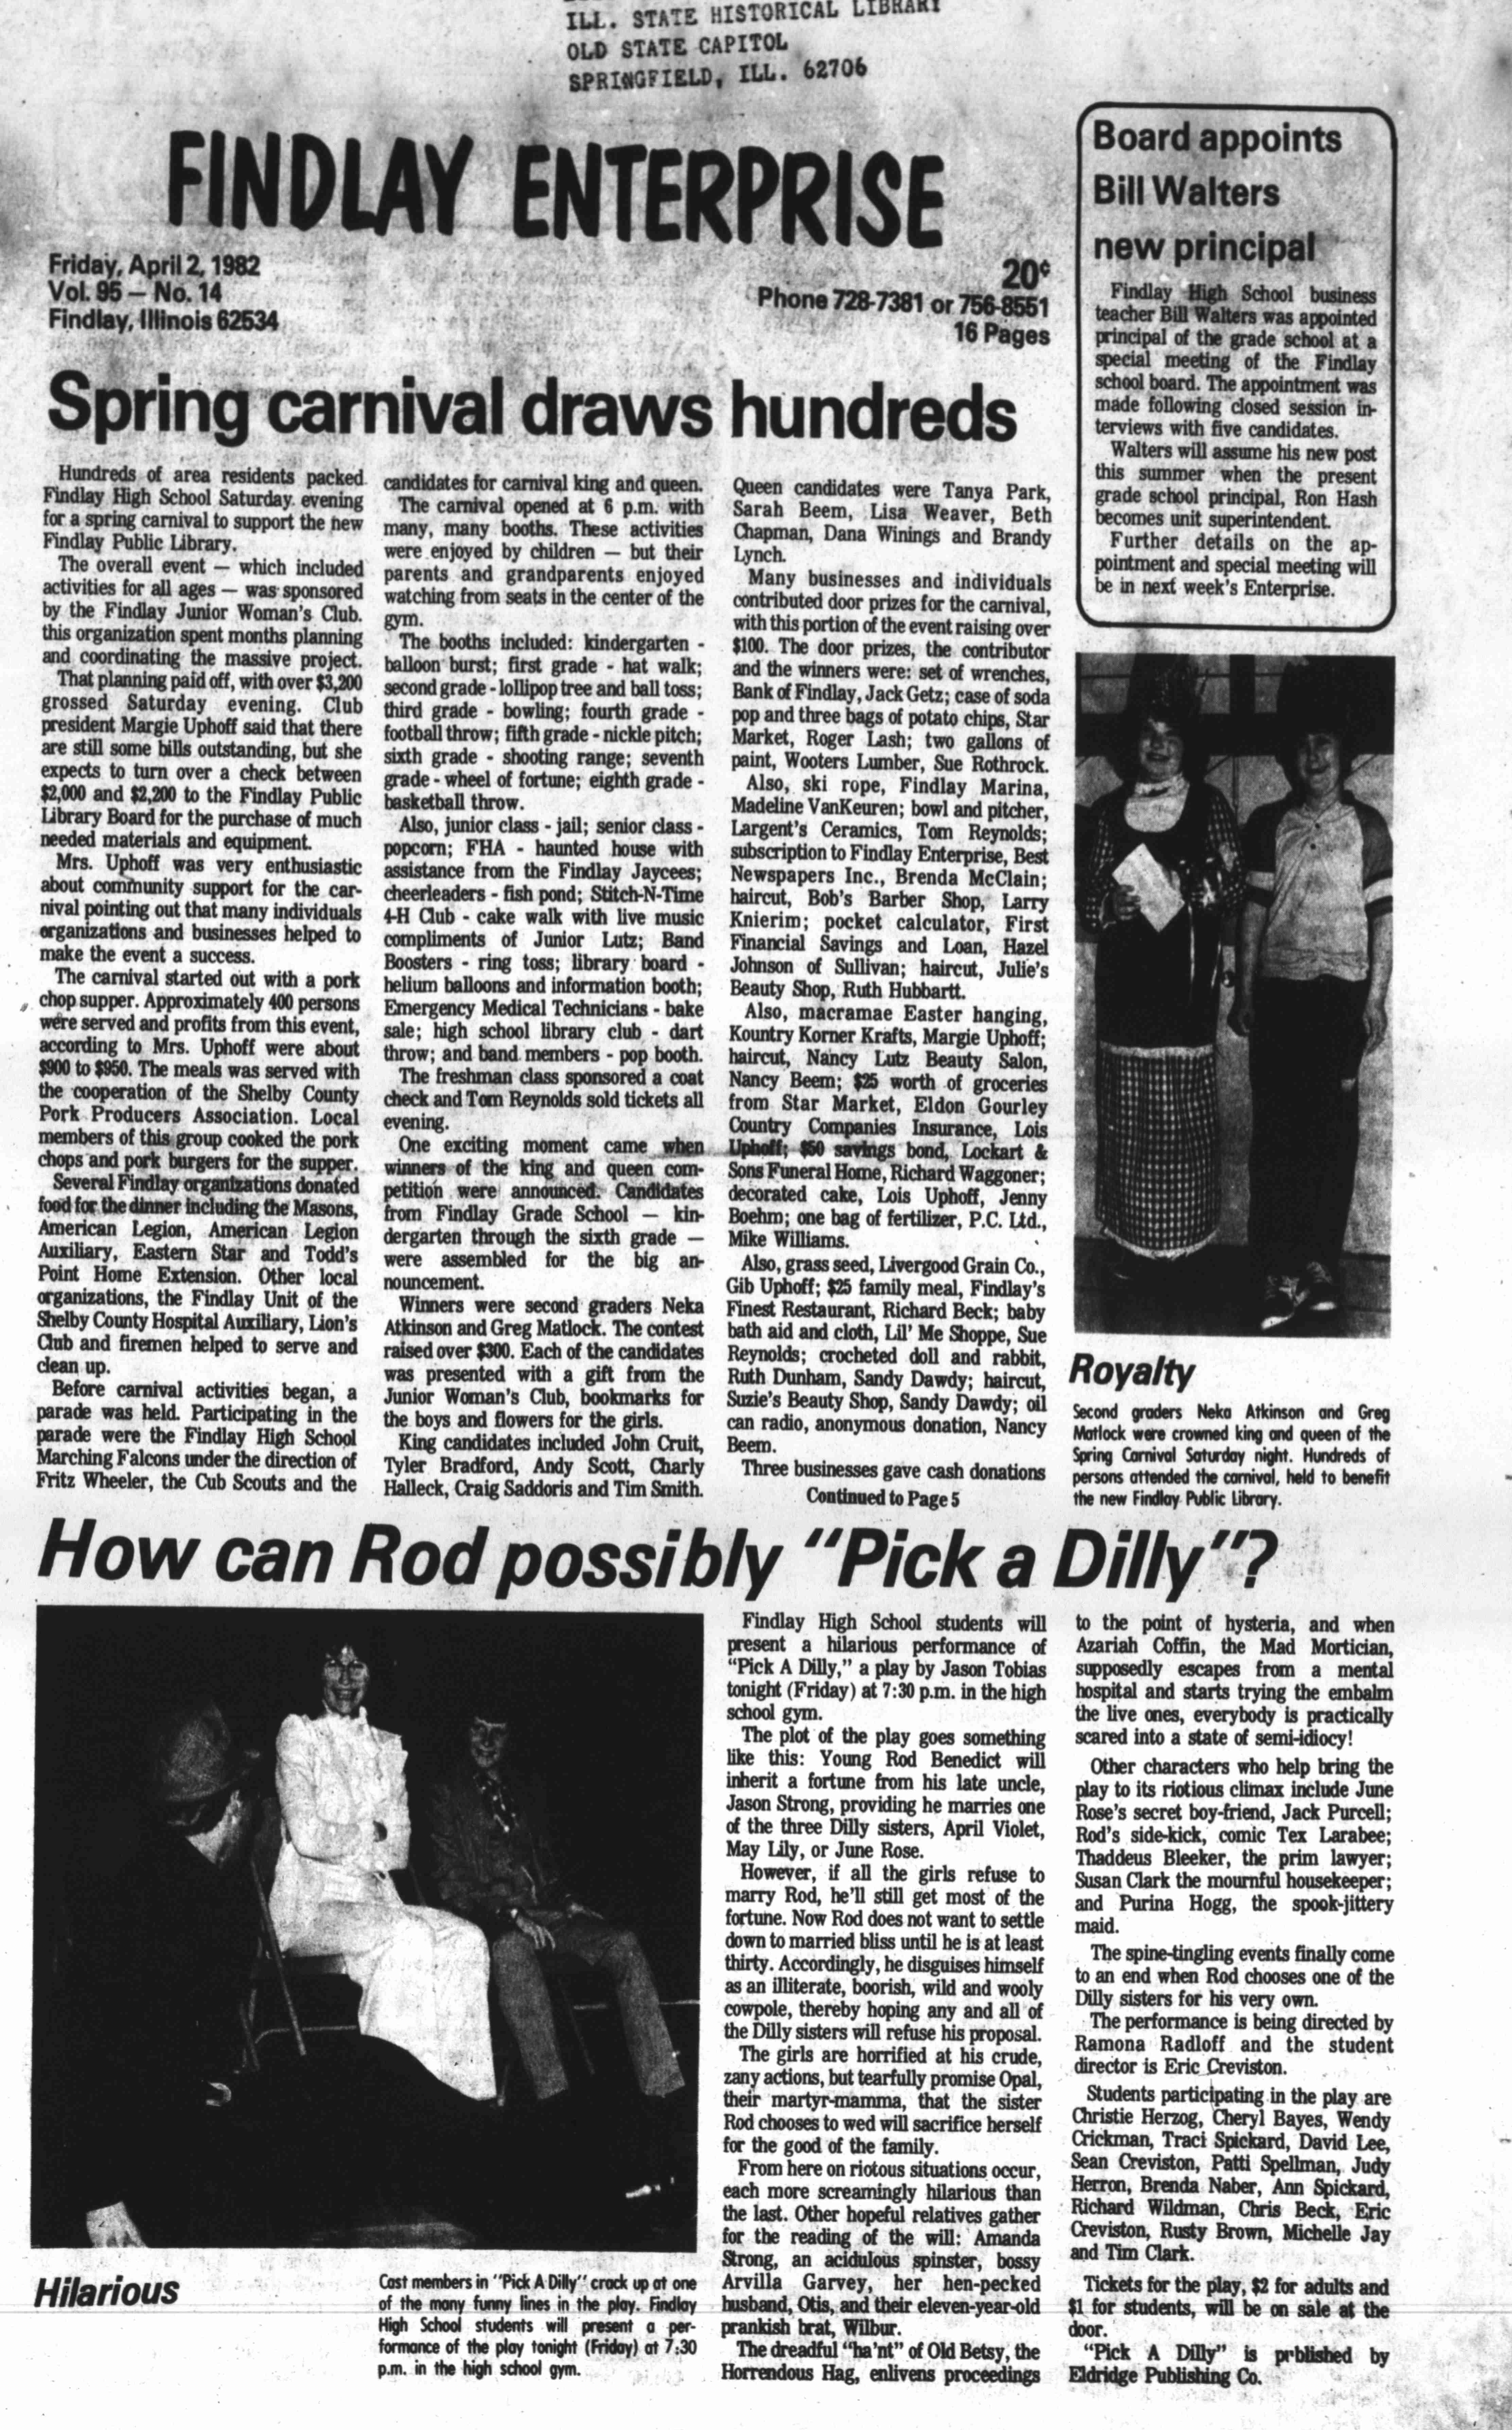 ILL. STATE HISTORICAL LIBRARY
OLD STATE CAPITOL
SPRINGFIELD, ILL. 62706
FINDLAY ENTERPRISE
Friday, April 2, 1982
Vol. 95 — No. 14
Findlay, Illinois 62534
20¢
Phone 728-7381 or 756-8551
16 Pages
Spring carnival draws hundreds
Hundreds of area residents packed
Findlay High School Saturday evening
for a spring carnival to support the new
Findlay Public Library.
The overall event — which included
activities for all ages — was sponsored
by the Findlay Junior Woman's Club.
this organization spent months planning
and coordinating the massive project.
That planning paid off, with over $3,200
grossed Saturday evening. Club
president Margie Uphoff said that there
are still some bills outstanding, but she
expects to turn over a check between
$2,000 and $2,200 to the Findlay Public
Library Board for the purchase of much
needed materials and equipment.
Mrs. Uphoff was very enthusiastic
about community support for the car-
nival pointing out that many individuals
organizations and businesses helped to
make the event a success.
The carnival started out with a pork
chop supper. Approximately 400 persons
were served and profits from this event,
according to Mrs. Uphoff were about
$900 to $950. The meals was served with
the cooperation of the Shelby County
Pork Producers Association. Local
members of this group cooked the pork
chops and pork burgers for the supper.
Several Findlay organizations donated
food for the dinner including the Masons,
American Legion, American Legion
Auxiliary, Eastern Star and Todd's
Point Home Extension. Other local
organizations, the Findlay Unit of the
Shelby County Hospital Auxiliary, Lion's
Club and firemen helped to serve and
clean up.
Before carnival activities began, a
parade was held. Participating in the
parade were the Findlay High School
Marching Falcons under the direction of
Fritz Wheeler, the Cub Scouts and the
candidates for carnival king and queen.
The carnival opened at 6 p.m. with
many, many booths. These activities
were enjoyed by children — but their
parents and grandparents enjoyed
watching from seats in the center of the
gym.
The booths included: kindergarten -
balloon burst; first grade - hat walk;
second grade - lollipop tree and ball toss;
third grade - bowling; fourth grade -
football throw; fifth grade - nickle pitch;
sixth grade - shooting range; seventh
grade - wheel of fortune; eighth grade -
basketball throw.
Also, junior class - jail; senior class -
popcorn; FHA - haunted house with
assistance from the Findlay Jaycees;
cheerleaders - fish pond; Stitch-N-Time
4-H Club - cake walk with live music
compliments of Junior Lutz; Band
Boosters - ring toss; library board -
helium balloons and information booth;
Emergency Medical Technicians - bake
sale; high school library club - dart
throw; and band members - pop booth.
The freshman class sponsored a coat
check and Tom Reynolds sold tickets all
evening.
One exciting moment came when
winners of the king and queen com-
petition were announced. Candidates
from Findlay Grade School — kin-
dergarten through the sixth grade —
were assembled for the big an-
nouncement.
Winners were second graders Neka
Atkinson and Greg Matlock. The contest
raised over $300. Each of the candidates
was presented with a gift from the
Junior Woman's Club, bookmarks for
the boys and flowers for the girls.
King candidates included John Cruit,
Tyler Bradford, Andy Scott, Charly
Halleck, Craig Saddoris and Tim Smith.
Queen candidates were Tanya Park,
Sarah Beem, Lisa Weaver, Beth
Chapman, Dana Winings and Brandy
Lynch.
Many businesses and individuals
contributed door prizes for the carnival,
with this portion of the event raising over
$100. The door prizes, the contributor
and the winners were: set of wrenches,
Bank of Findlay, Jack Getz; case of soda
pop and three bags of potato chips, Star
Market, Roger Lash; two gallons of
paint, Wooters Lumber, Sue Rothrock.
Also, ski rope, Findlay Marina,
Madeline VanKeuren; bowl and pitcher,
Largent's Ceramics, Tom Reynolds;
subscription to Findlay Enterprise, Best
Newspapers Inc., Brenda McClain;
haircut, Bob's Barber Shop, Larry
Knierim; pocket calculator, First
Financial Savings and Loan, Hazel
Johnson of Sullivan; haircut, Julie's
Beauty Shop, Ruth Hubbartt.
Also, macrame Easter hanging,
Kountry Korner Krafts, Margie Uphoff;
haircut, Nancy Lutz Beauty Salon,
Nancy Beem; $25 worth of groceries
from Star Market, Eldon Gourley
Country Companies Insurance, Lois
Uphoff; $50 savings bond, Lockart &
Sons Funeral Home, Richard Waggoner;
decorated cake, Lois Uphoff, Jenny
Boehm; one bag of fertilizer, P.C. Ltd.,
Mike Williams.
Also, grass seed, Livergood Grain Co.,
Gib Uphoff; $25 family meal, Findlay's
Finest Restaurant, Richard Beck; baby
bath aid and cloth, Lil' Me Shoppe, Sue
Reynolds; crocheted doll and rabbit,
Ruth Dunham, Sandy Dawdy; haircut,
Suzie's Beauty Shop, Sandy Dawdy; oil
can radio, anonymous donation, Nancy
Beem.
Three businesses gave cash donations
Continued to Page 5
Board appoints
Bill Walters
new principal
Findlay High School business
teacher Bill Walters was appointed
principal of the grade school at a
special meeting of the Findlay
school board. The appointment was
made following closed session in-
terviews with five candidates.
Walters will assume his new post
this summer when the present
grade school principal, Ron Hash
becomes unit superintendent.
Further details on the ap-
pointment and special meeting will
be in next week's Enterprise.
Royalty
Second graders Neka Atkinson and Greg
Matlock were crowned king and queen of the
Spring Carnival Saturday night. Hundreds of
persons attended the carnival, held to benefit
the new Findlay Public Library.
How can Rod possibly "Pick a Dilly"?
Hilarious
Cast members in "Pick A Dilly" crack up at one
of the many funny lines in the play. Findlay
High School students will present a per-
formance of the play tonight (Friday) at 7:30
p.m. in the high school gym.
Findlay High School students will
present a hilarious performance of
"Pick A Dilly," a play by Jason Tobias
tonight (Friday) at 7:30 p.m. in the high
school gym.
The plot of the play goes something
like this: Young Rod Benedict will
inherit a fortune from his late uncle,
Jason Strong, providing he marries one
of the three Dilly sisters, April Violet,
May Lily, or June Rose.
However, if all the girls refuse to
marry Rod, he'll still get most of the
fortune. Now Rod does not want to settle
down to married bliss until he is at least
thirty. Accordingly, he disguises himself
as an illiterate, boorish, wild and wooly
cowpole, thereby hoping any and all of
the Dilly sisters will refuse his proposal.
The girls are horrified at his crude,
zany actions, but tearfully promise Opal,
their martyr-mamma, that the sister
Rod chooses to wed will sacrifice herself
for the good of the family.
From here on riotous situations occur,
each more screamingly hilarious than
the last. Other hopeful relatives gather
for the reading of the will: Amanda
Strong, an acidulous spinster, bossy
Arvilla Garvey, her hen-pecked
husband, Otis, and their eleven-year-old
prankish brat, Wilbur.
The dreadful "ha'nt" of Old Betsy, the
Horrendous Hag, enlivens proceedings
to the point of hysteria, and when
Azariah Coffin, the Mad Mortician,
supposedly escapes from a mental
hospital and starts trying the embalm
the live ones, everybody is practically
scared into a state of semi-idiocy!
Other characters who help bring the
play to its riotious climax include June
Rose's secret boy-friend, Jack Purcell;
Rod's side-kick, comic Tex Larabee;
Thaddeus Bleeker, the prim lawyer;
Susan Clark the mournful housekeeper;
and Purina Hogg, the spook-jittery
maid.
The spine-tingling events finally come
to an end when Rod chooses one of the
Dilly sisters for his very own.
The performance is being directed by
Ramona Radloff and the student
director is Eric Creviston.
Students participating in the play are
Christie Herzog, Cheryl Bayes, Wendy
Crickman, Traci Spickard, David Lee,
Sean Creviston, Patti Spellman, Judy
Herron, Brenda Naber, Ann Spickard,
Richard Wildman, Chris Beck, Eric
Creviston, Rusty Brown, Michelle Jay
and Tim Clark.
Tickets for the play, $2 for adults and
$1 for students, will be on sale at the
door.
"Pick A Dilly" is prblished by
Eldridge Publishing Co.